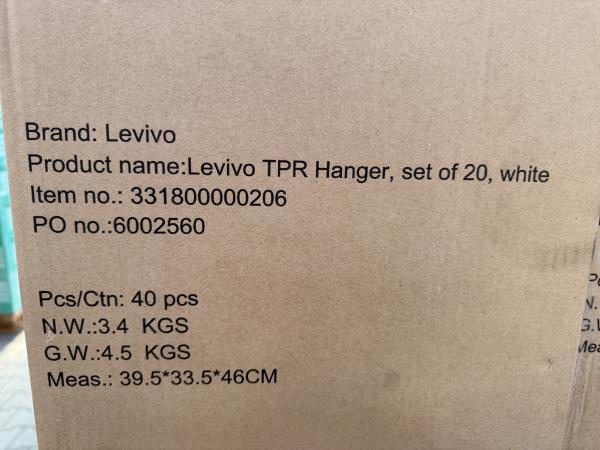 Brand: Levivo
Product name:Levivo TPR Hanger, set of 20, white
Item no.: 331800000206
PO no.:6002560
Pcs/Ctn: 40 pcs
N.W.:3.4 KGS
G.W.:4.5 KGS
Meas.: 39.5*33.5*46CM